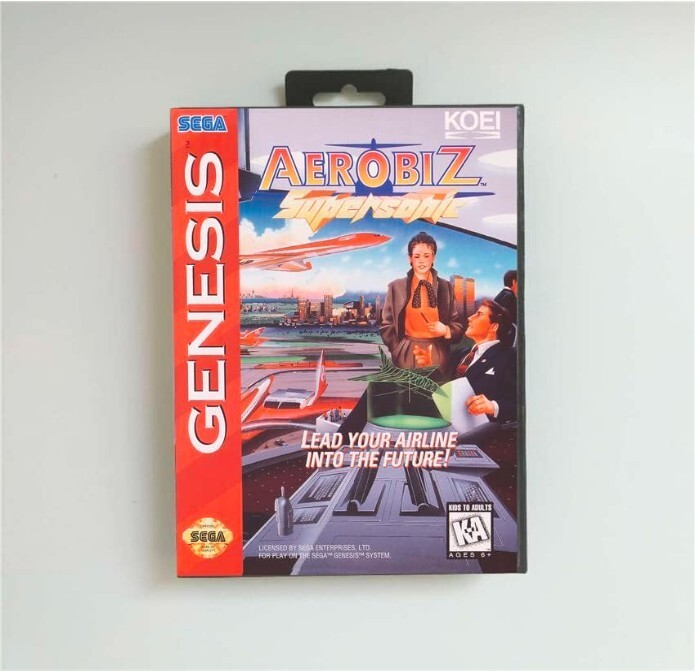 SEGA
GENESIS
KOEI
AEROBIZ™
Supersonic
LEAD YOUR AIRLINE
INTO THE FUTURE!
SEGA
LICENSED BY SEGA ENTERPRISES, LTD.
FOR PLAY ON THE SEGA™ GENESIS™ SYSTEM.
KIDS TO ADULTS
K-A
AGES 6+